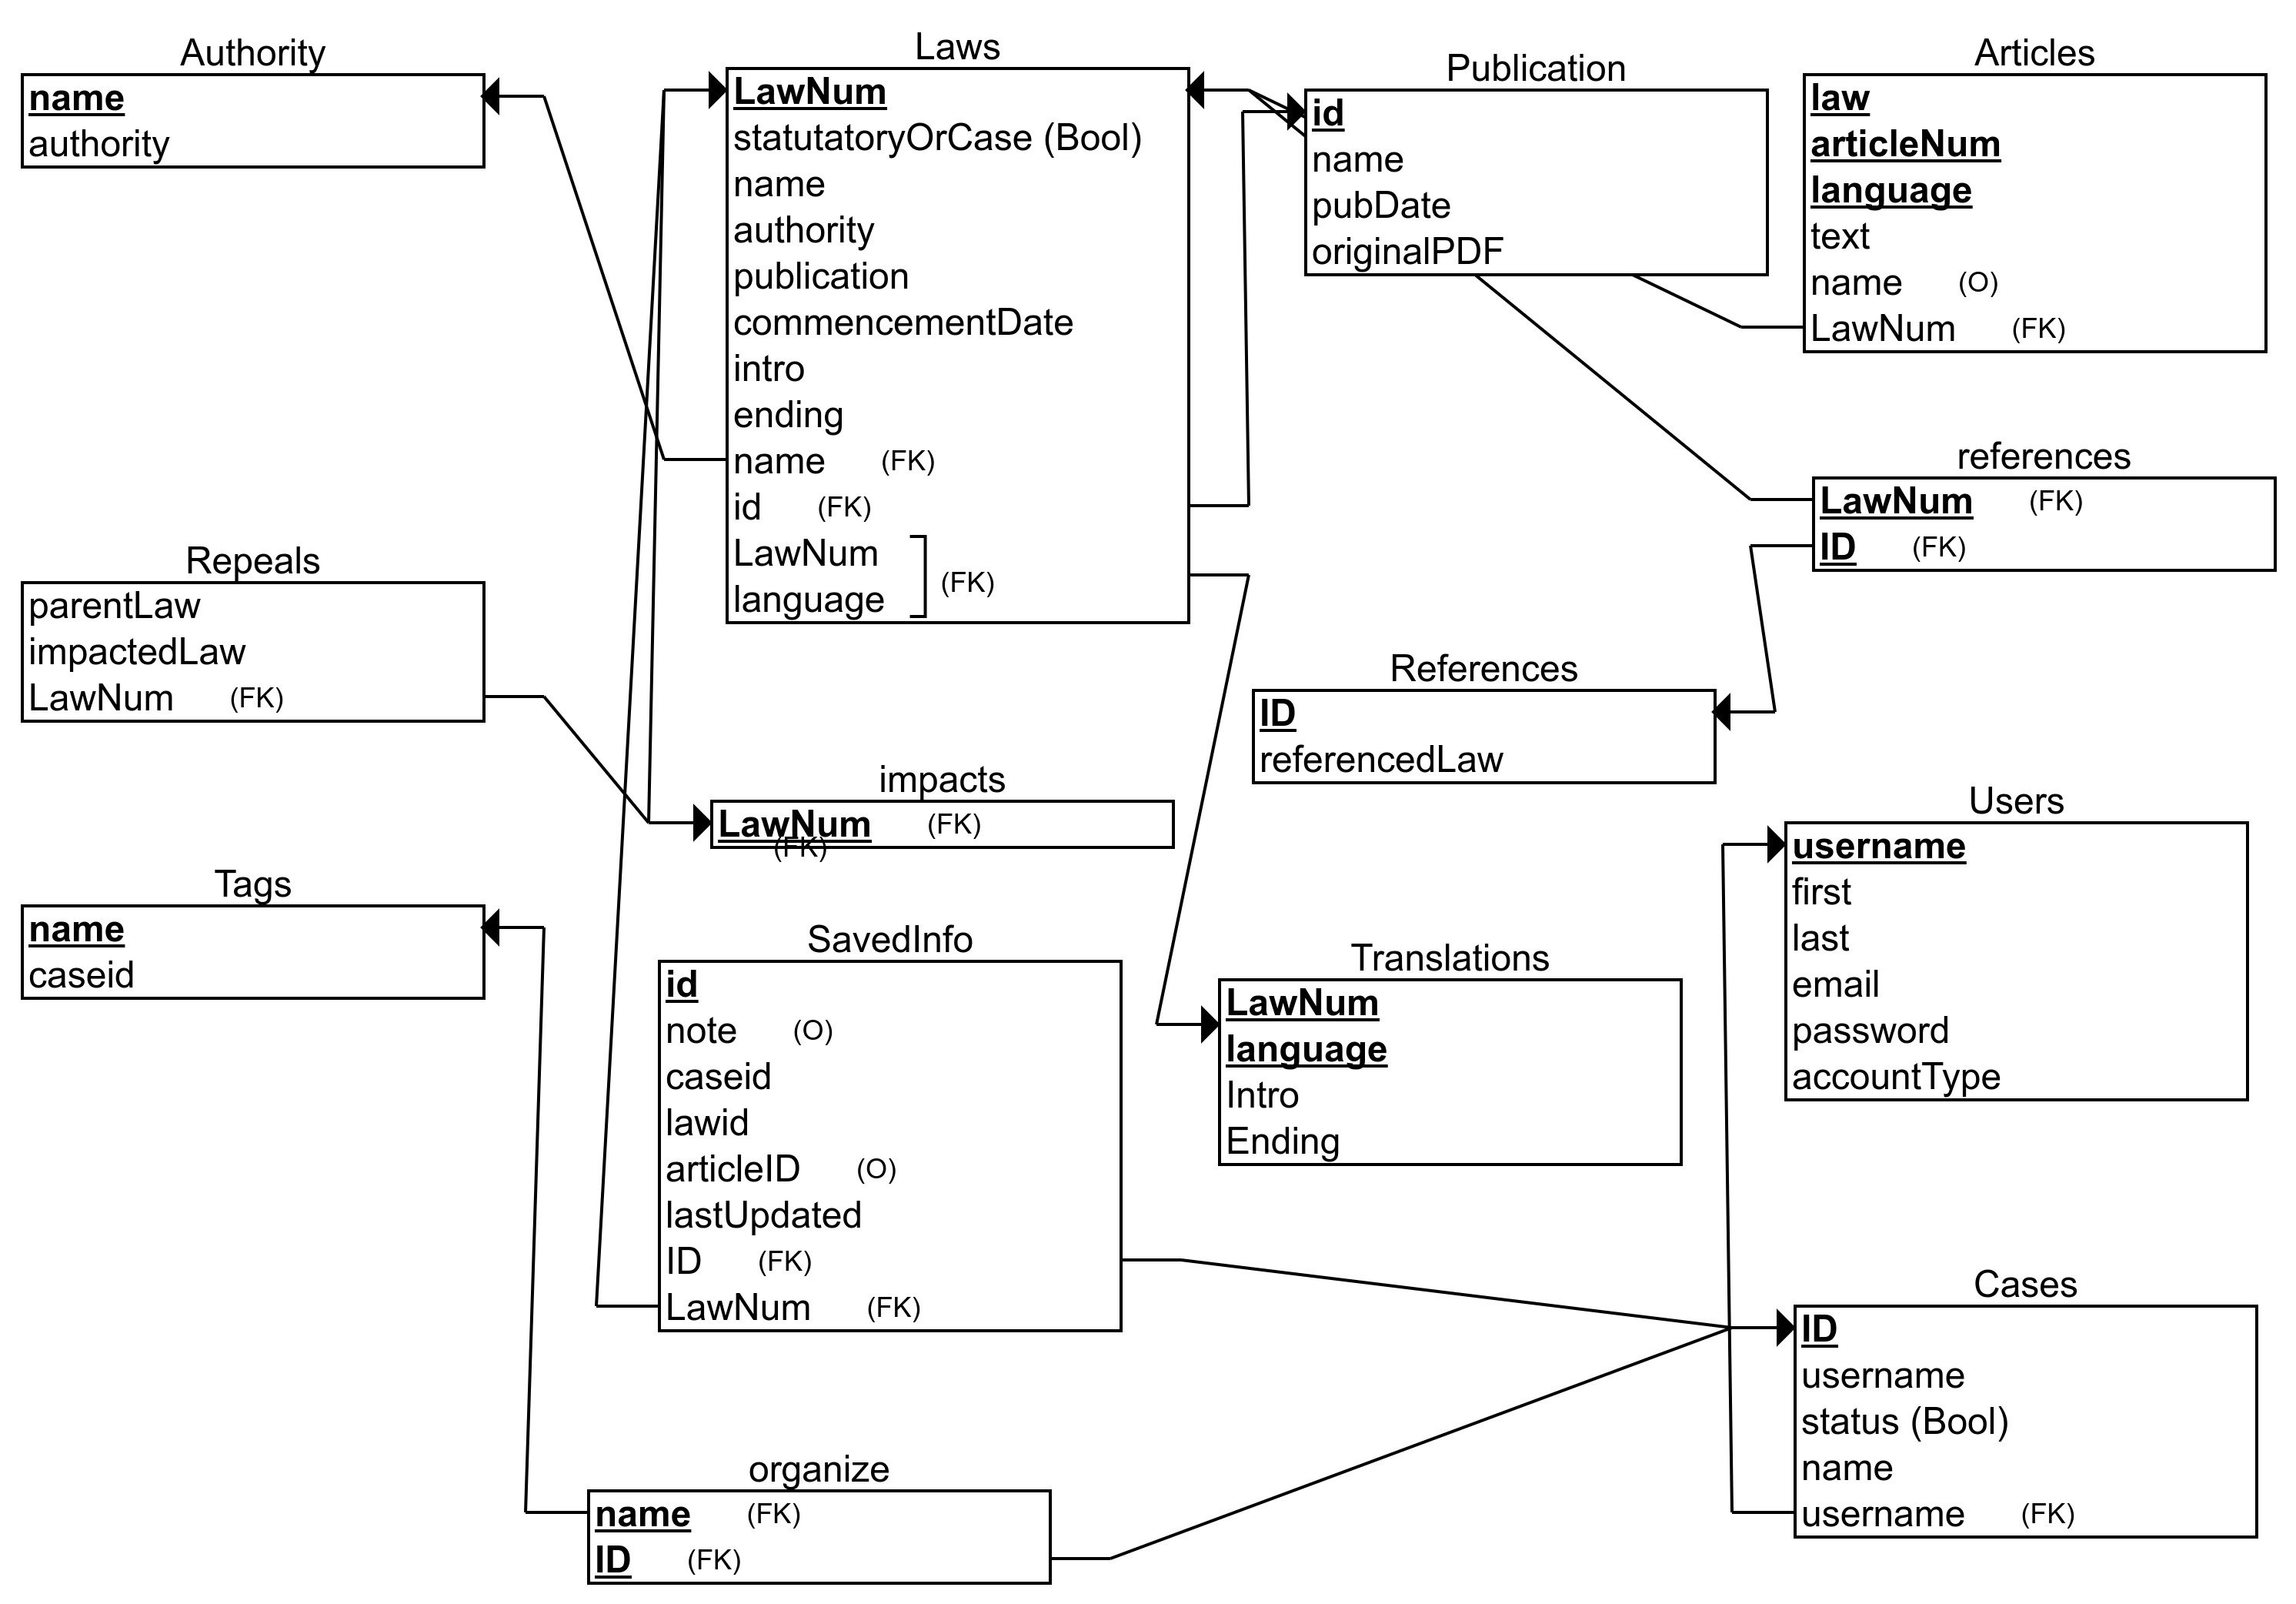 Authority
name
authority
Laws
LawNum
statutatoryOrCase (Bool)
name
authority
publication
commencementDate
intro
ending
name (FK)
id (FK)
LawNum
language
(FK)
Publication
id
name
pubDate
originalPDF
Articles
law
articleNum
language
text
name (O)
LawNum (FK)
references
LawNum (FK)
ID (FK)
Repeals
parentLaw
impactedLaw
LawNum (FK)
References
ID
referencedLaw
impacts
LawNum (FK)
(FK)
Users
username
first
last
email
password
accountType
Tags
name
caseid
SavedInfo
id
note (O)
caseid
lawid
articleID (O)
lastUpdated
ID (FK)
LawNum (FK)
Translations
LawNum
language
Intro
Ending
Cases
ID
username
status (Bool)
name
username (FK)
organize
name (FK)
ID (FK)